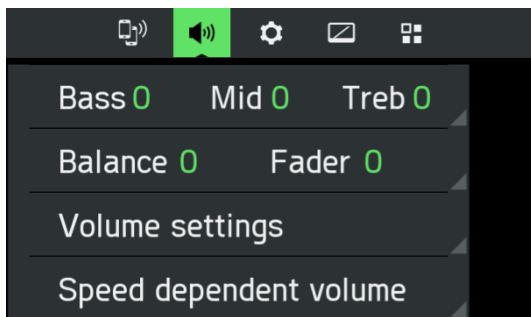 Bass 0 Mid 0 Treb 0
Balance 0 Fader 0
Volume settings
Speed dependent volume